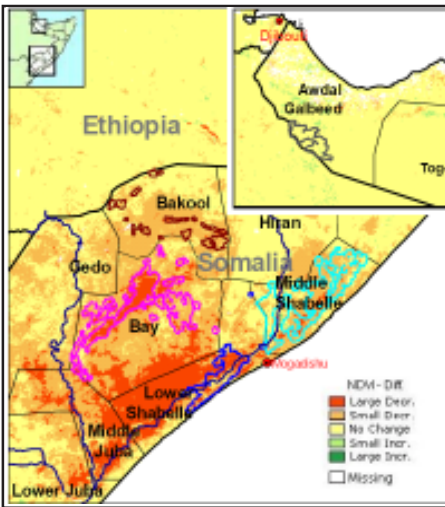 Djibouti
Awdal
Galbeed
Ethiopia
Bakool
Hiran
Gedo
Somalia
Middle
Shabelle
Bay
Mogadishu
Lower
Shabelle
Middle
Juba
Lower Juba
NDVI - Diff.
Large Decr.
Small Decr.
No Change
Small Incr.
Large Incr.
Missing